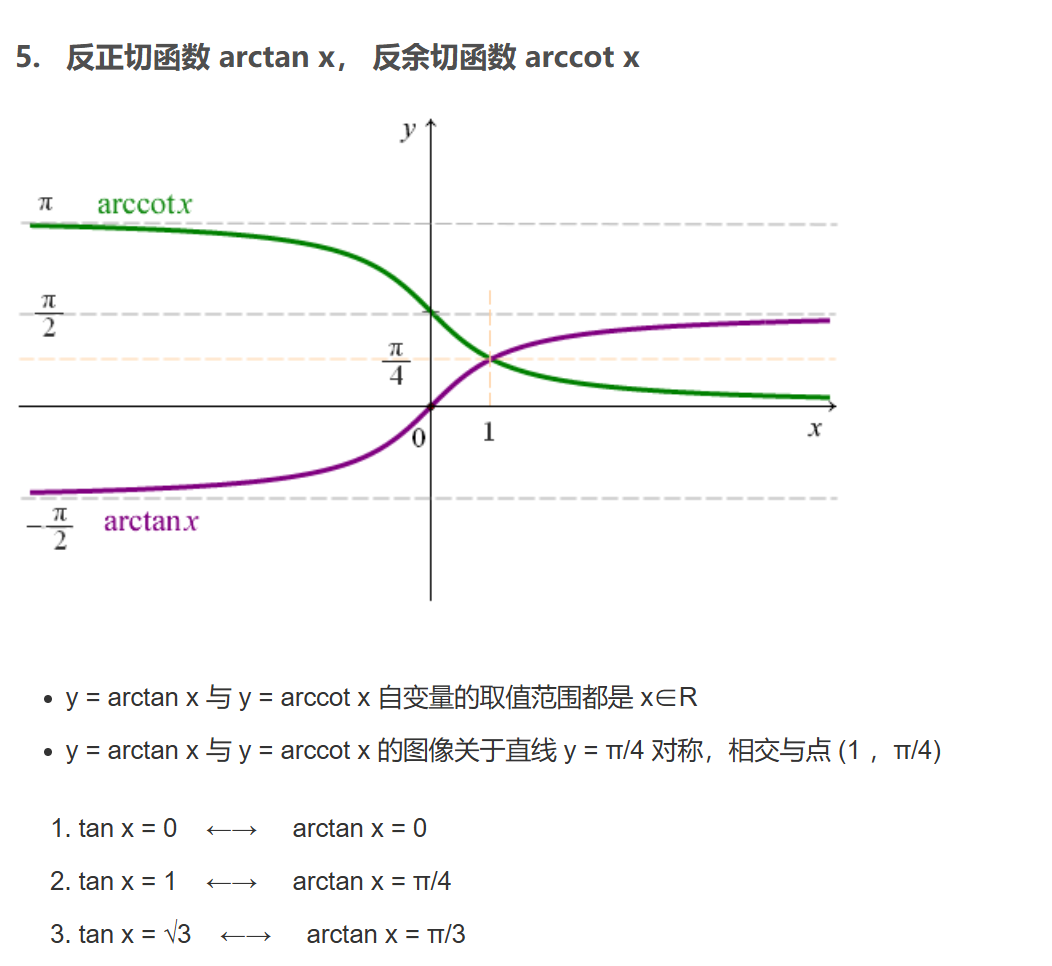 5. 反正切函数 arctan x， 反余切函数 arccot x
y
π arccot x
π/2
π/4
0 1 x
−π/2 arctan x
• y = arctan x 与 y = arccot x 自变量的取值范围都是 x∈R
• y = arctan x 与 y = arccot x 的图像关于直线 y = π/4 对称，相交与点 (1 ，π/4)
1. tan x = 0 ←→ arctan x = 0
2. tan x = 1 ←→ arctan x = π/4
3. tan x = √3 ←→ arctan x = π/3